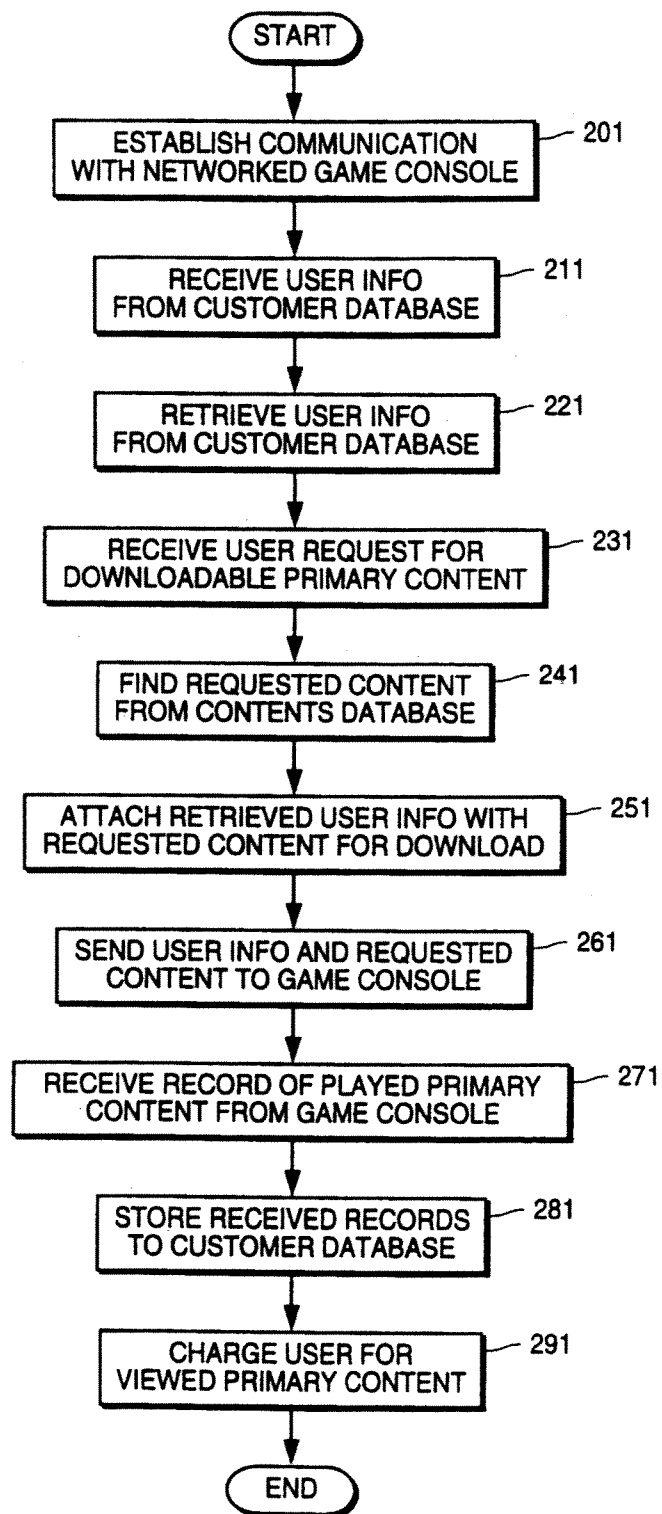 START
ESTABLISH COMMUNICATION
WITH NETWORKED GAME CONSOLE
201
RECEIVE USER INFO
FROM CUSTOMER DATABASE
211
RETRIEVE USER INFO
FROM CUSTOMER DATABASE
221
RECEIVE USER REQUEST FOR
DOWNLOADABLE PRIMARY CONTENT
231
FIND REQUESTED CONTENT
FROM CONTENTS DATABASE
241
ATTACH RETRIEVED USER INFO WITH
REQUESTED CONTENT FOR DOWNLOAD
251
SEND USER INFO AND REQUESTED
CONTENT TO GAME CONSOLE
261
RECEIVE RECORD OF PLAYED PRIMARY
CONTENT FROM GAME CONSOLE
271
STORE RECEIVED RECORDS
TO CUSTOMER DATABASE
281
CHARGE USER FOR
VIEWED PRIMARY CONTENT
291
END